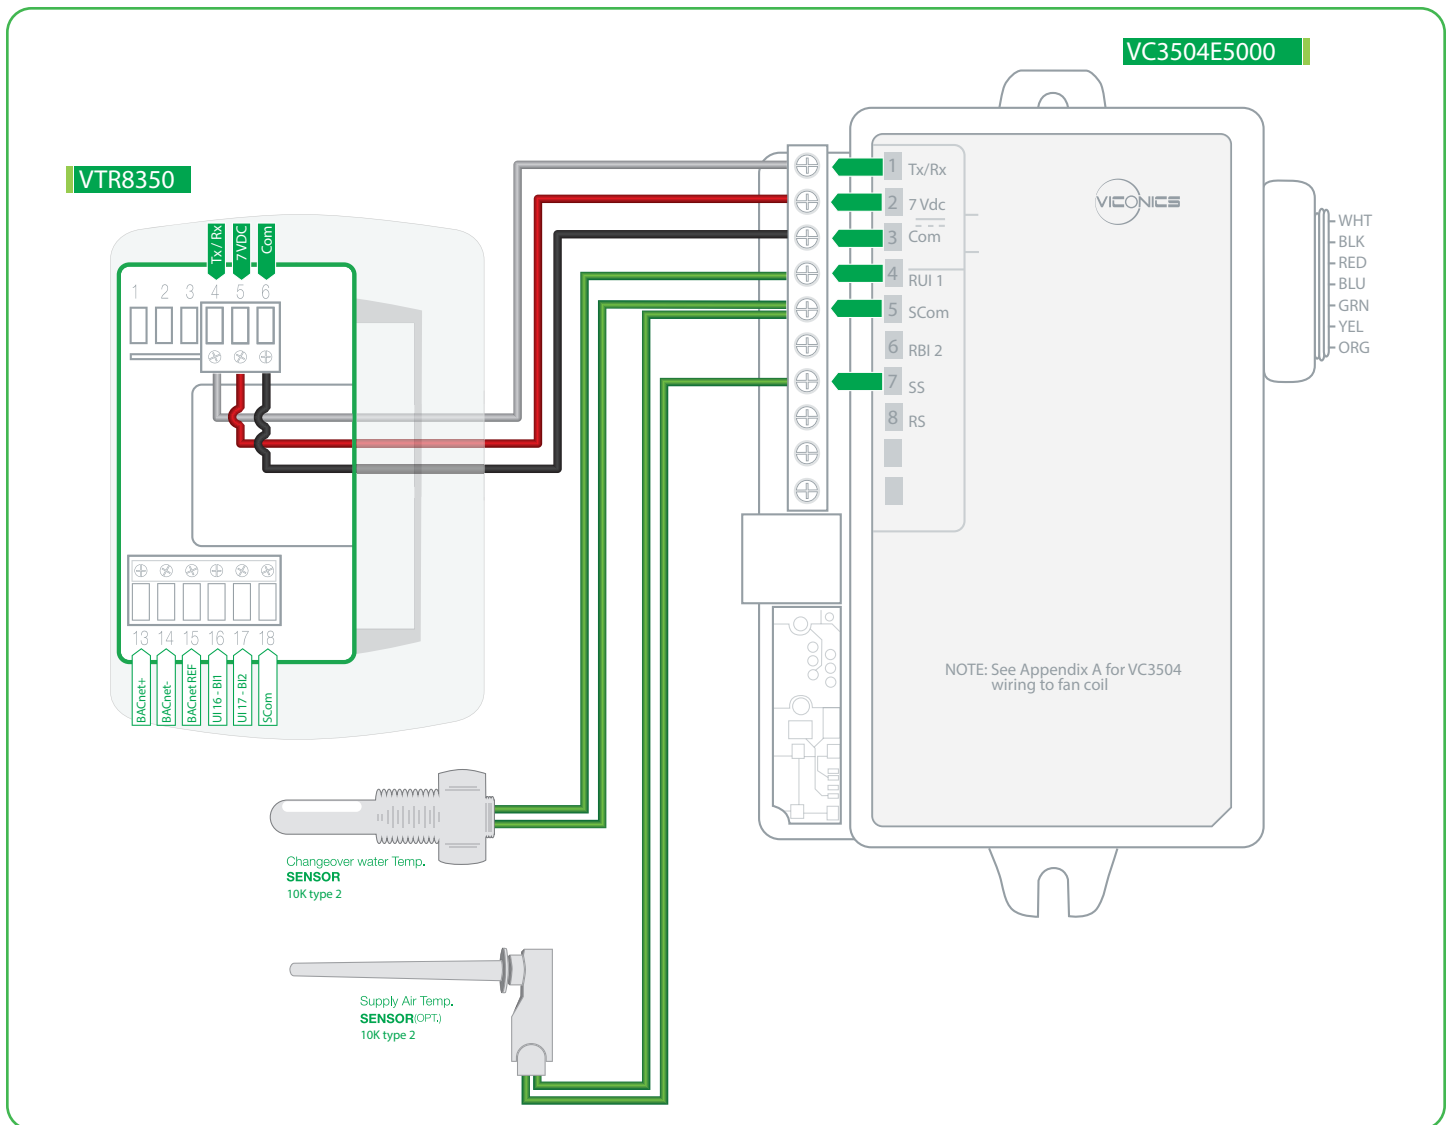 VC3504E5000
VTR8350
Tx / Rx
7 VDC
Com
1 2 3 4 5 6
13 14 15 16 17 18
BACnet+
BACnet-
BACnet REF
UI 16 - BI1
UI 17 - BI2
SCom
1 Tx/Rx
2 7 Vdc
3 Com
4 RUI 1
5 SCom
6 RBI 2
7 SS
8 RS
VICONICS
WHT
BLK
RED
BLU
GRN
YEL
ORG
NOTE: See Appendix A for VC3504
wiring to fan coil
Changeover water Temp.
SENSOR
10K type 2
Supply Air Temp.
SENSOR(OPT.)
10K type 2